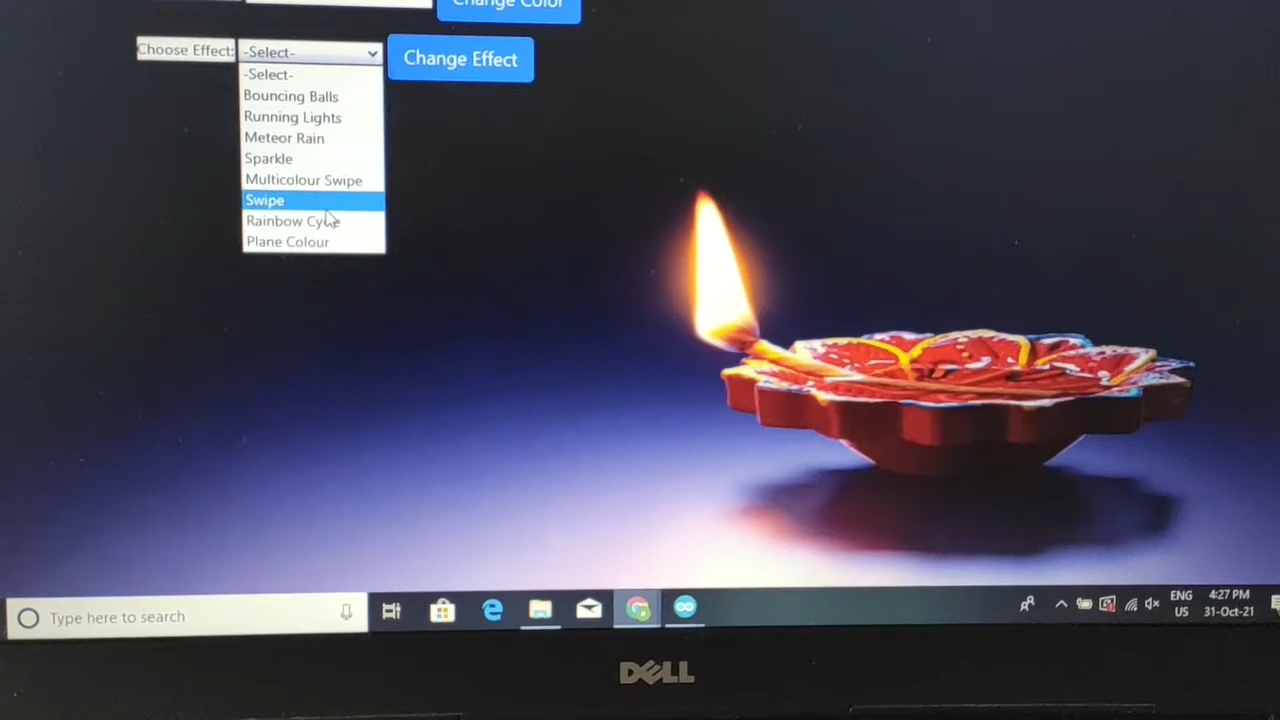 Change Color
Choose Effect:
-Select-
Change Effect
-Select-
Bouncing Balls
Running Lights
Meteor Rain
Sparkle
Multicolour Swipe
Swipe
Rainbow Cycle
Plane Colour
Type here to search
ENG
US
4:27 PM
31-Oct-21
DELL